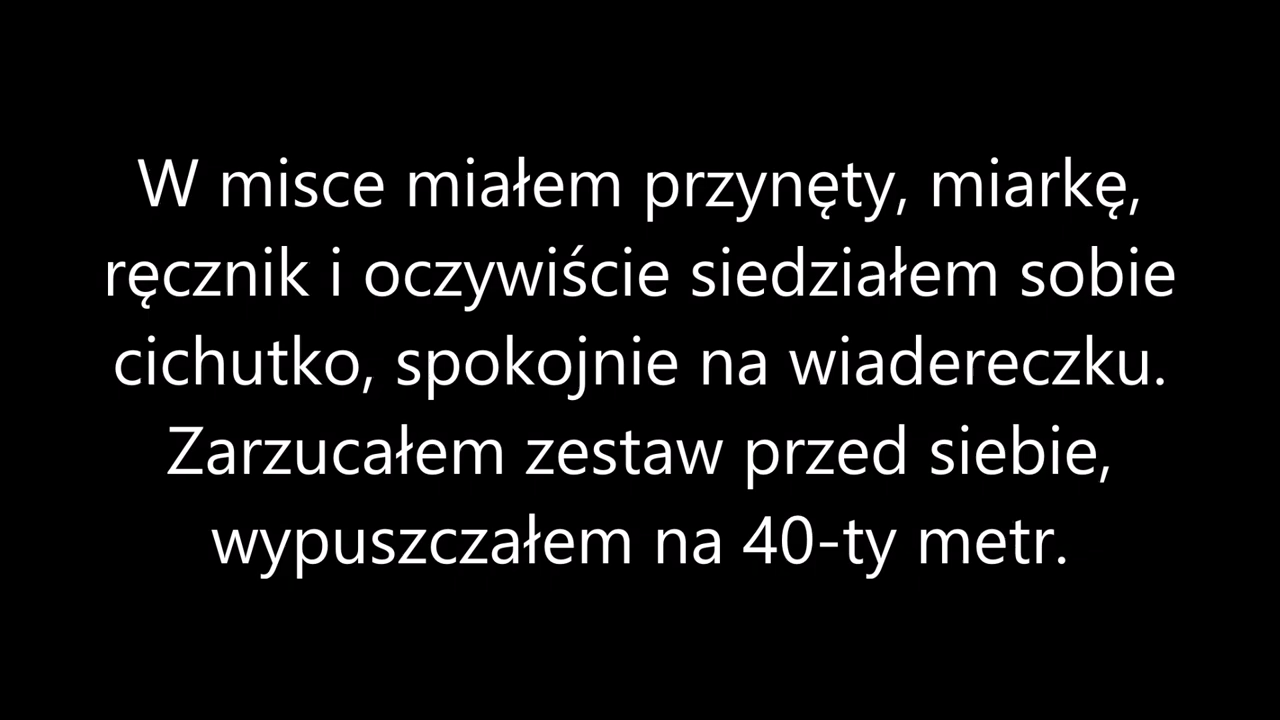 W misce miałem przynęty, miarkę,
ręcznik i oczywiście siedziałem sobie
cichutko, spokojnie na wiadereczku.
Zarzucałem zestaw przed siebie,
wypuszczałem na 40-ty metr.